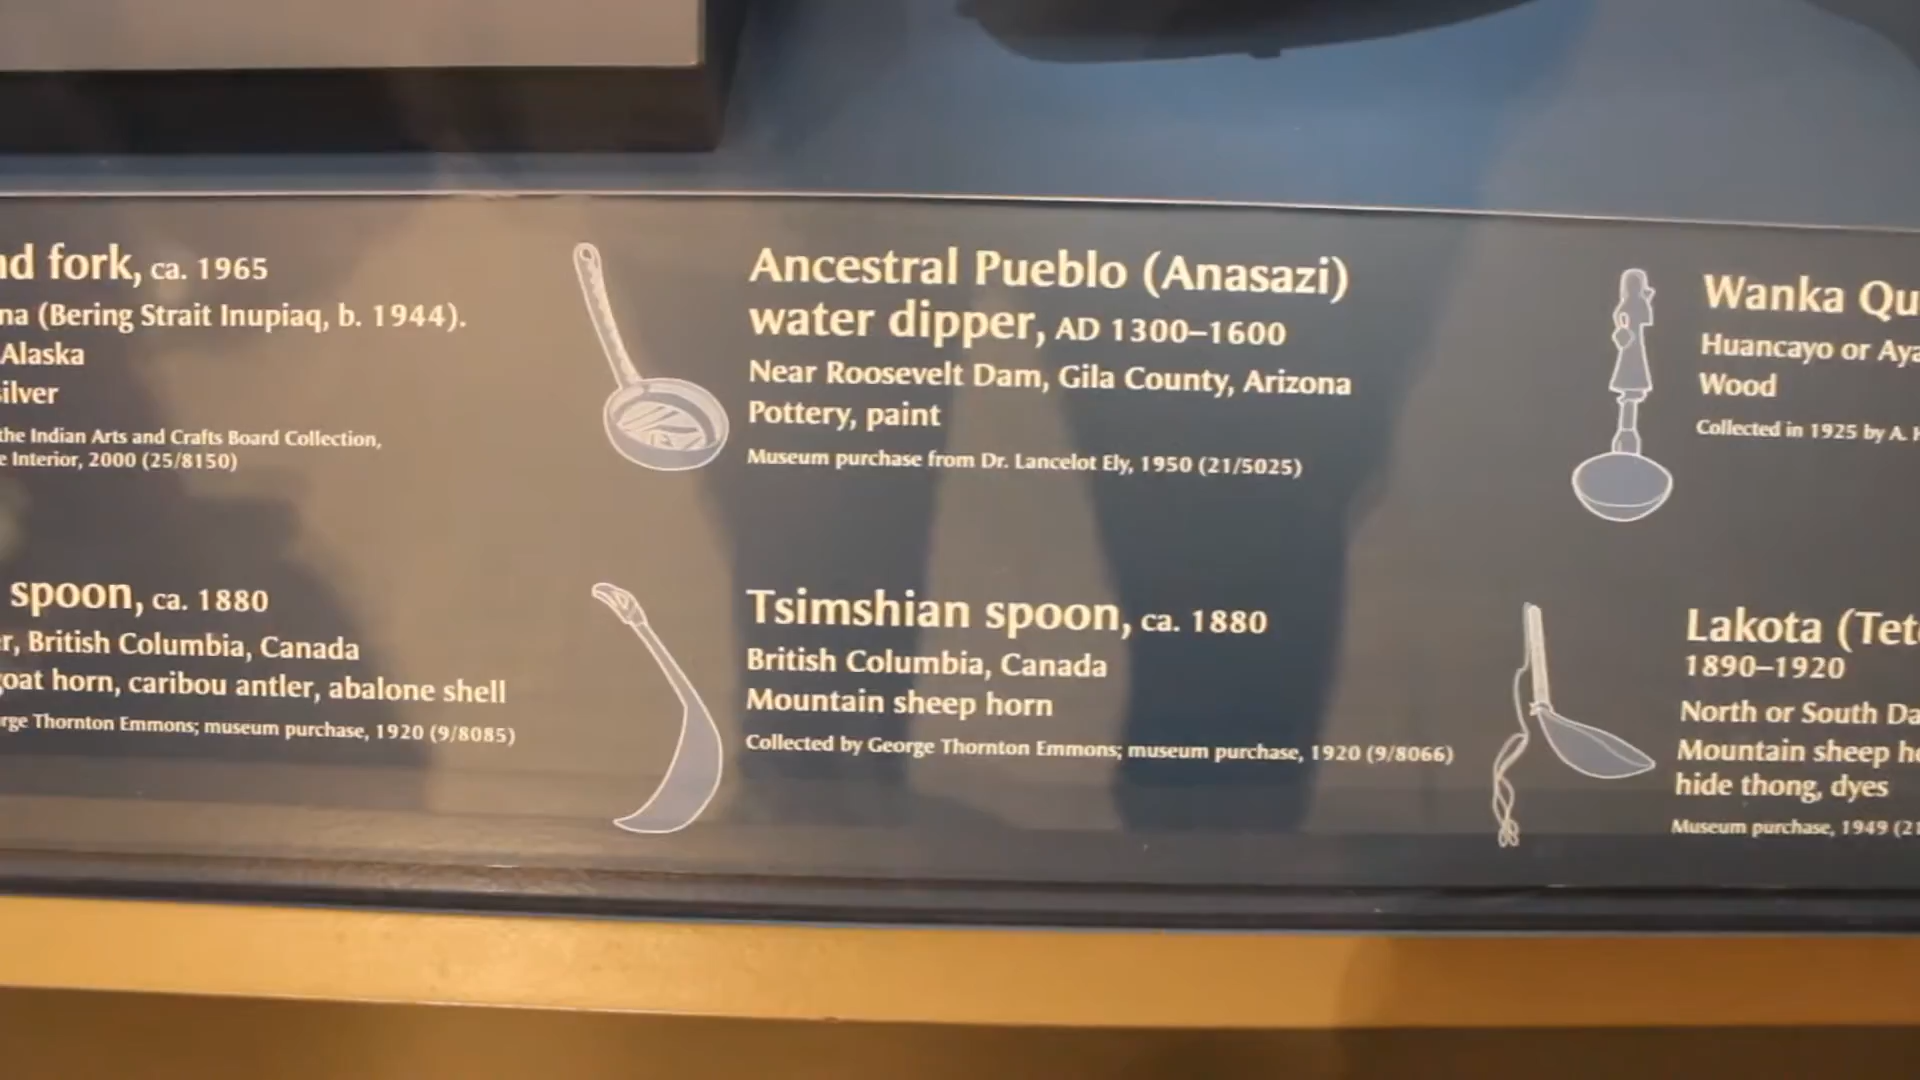 nd fork, ca. 1965
na (Bering Strait Inupiaq, b. 1944).
Alaska
silver
the Indian Arts and Crafts Board Collection,
e Interior, 2000 (25/8150)
Ancestral Pueblo (Anasazi)
water dipper, AD 1300–1600
Near Roosevelt Dam, Gila County, Arizona
Pottery, paint
Museum purchase from Dr. Lancelot Ely, 1950 (21/5025)
Wanka Qu
Huancayo or Aya
Wood
Collected in 1925 by A. H
spoon, ca. 1880
r, British Columbia, Canada
goat horn, caribou antler, abalone shell
rge Thornton Emmons; museum purchase, 1920 (9/8085)
Tsimshian spoon, ca. 1880
British Columbia, Canada
Mountain sheep horn
Collected by George Thornton Emmons; museum purchase, 1920 (9/8066)
Lakota (Tet
1890–1920
North or South Da
Mountain sheep ho
hide thong, dyes
Museum purchase, 1949 (21